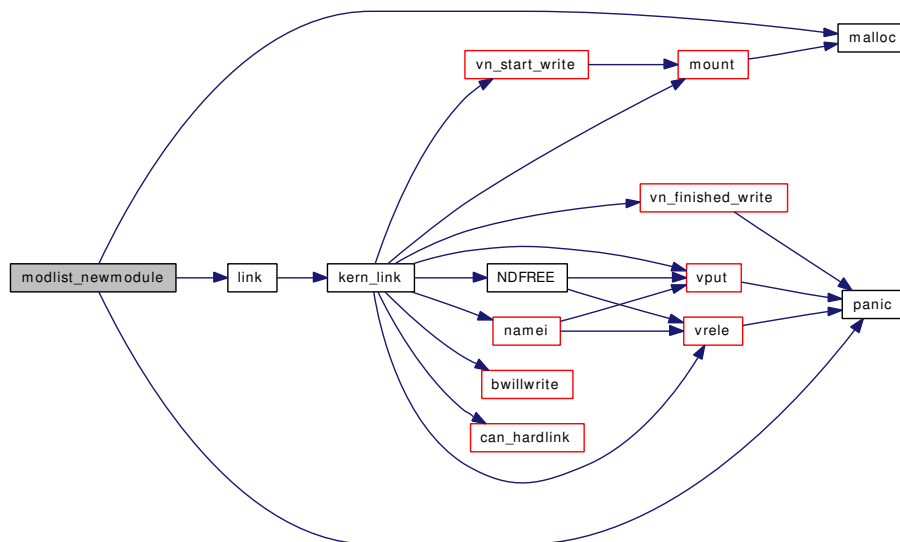 malloc
vn_start_write
mount
vn_finished_write
modlist_newmodule
link
kern_link
NDFREE
vput
panic
namei
vrele
bwillwrite
can_hardlink